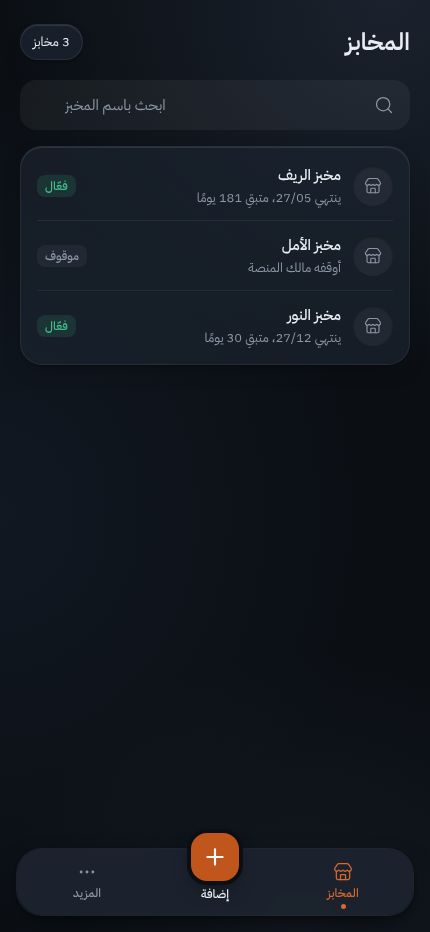 المخابز
3 مخابز
ابحث باسم المخبز
مخبز الريف
فعّال
ينتهي 27/05، متبقٍ 181 يومًا
مخبز الأمل
موقوف
أوقفه مالك المنصة
مخبز النور
فعّال
ينتهي 27/12، متبقٍ 30 يومًا
المخابز
إضافة
المزيد